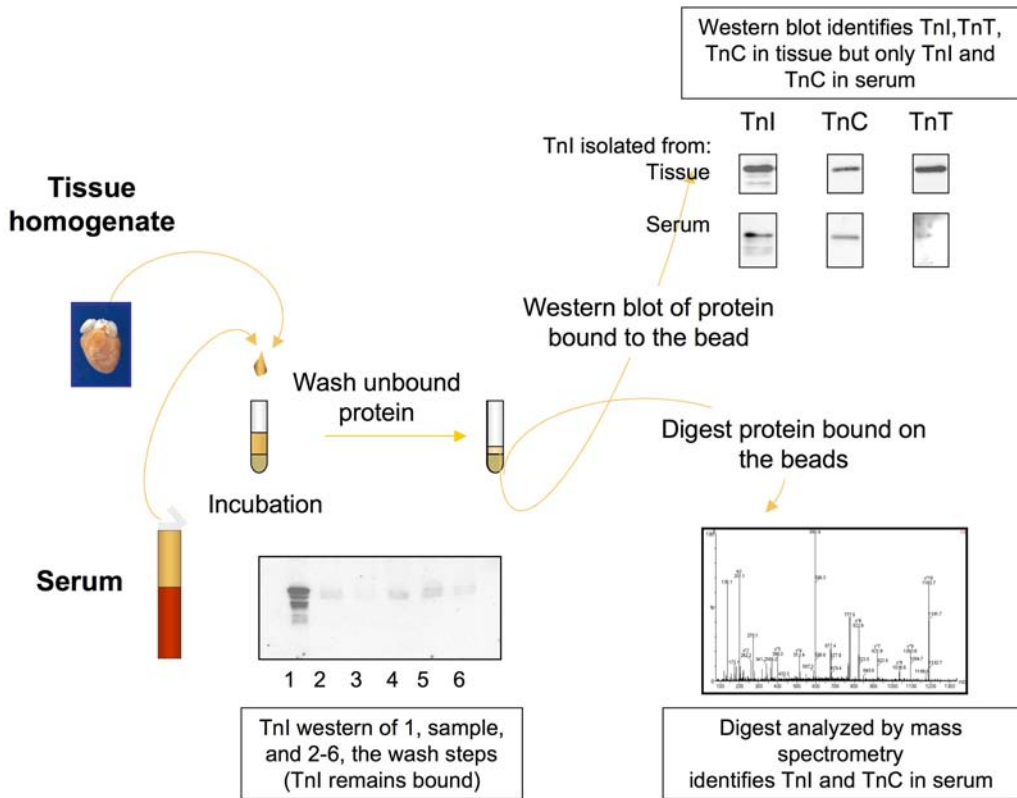 Western blot identifies TnI,TnT,
TnC in tissue but only TnI and
TnC in serum
TnI TnC TnT
TnI isolated from:
Tissue
Serum
Tissue
homogenate
Western blot of protein
bound to the bead
Wash unbound
protein
Digest protein bound on
the beads
Incubation
Serum
1 2 3 4 5 6
TnI western of 1, sample,
and 2-6, the wash steps
(TnI remains bound)
Digest analyzed by mass
spectrometry
identifies TnI and TnC in serum